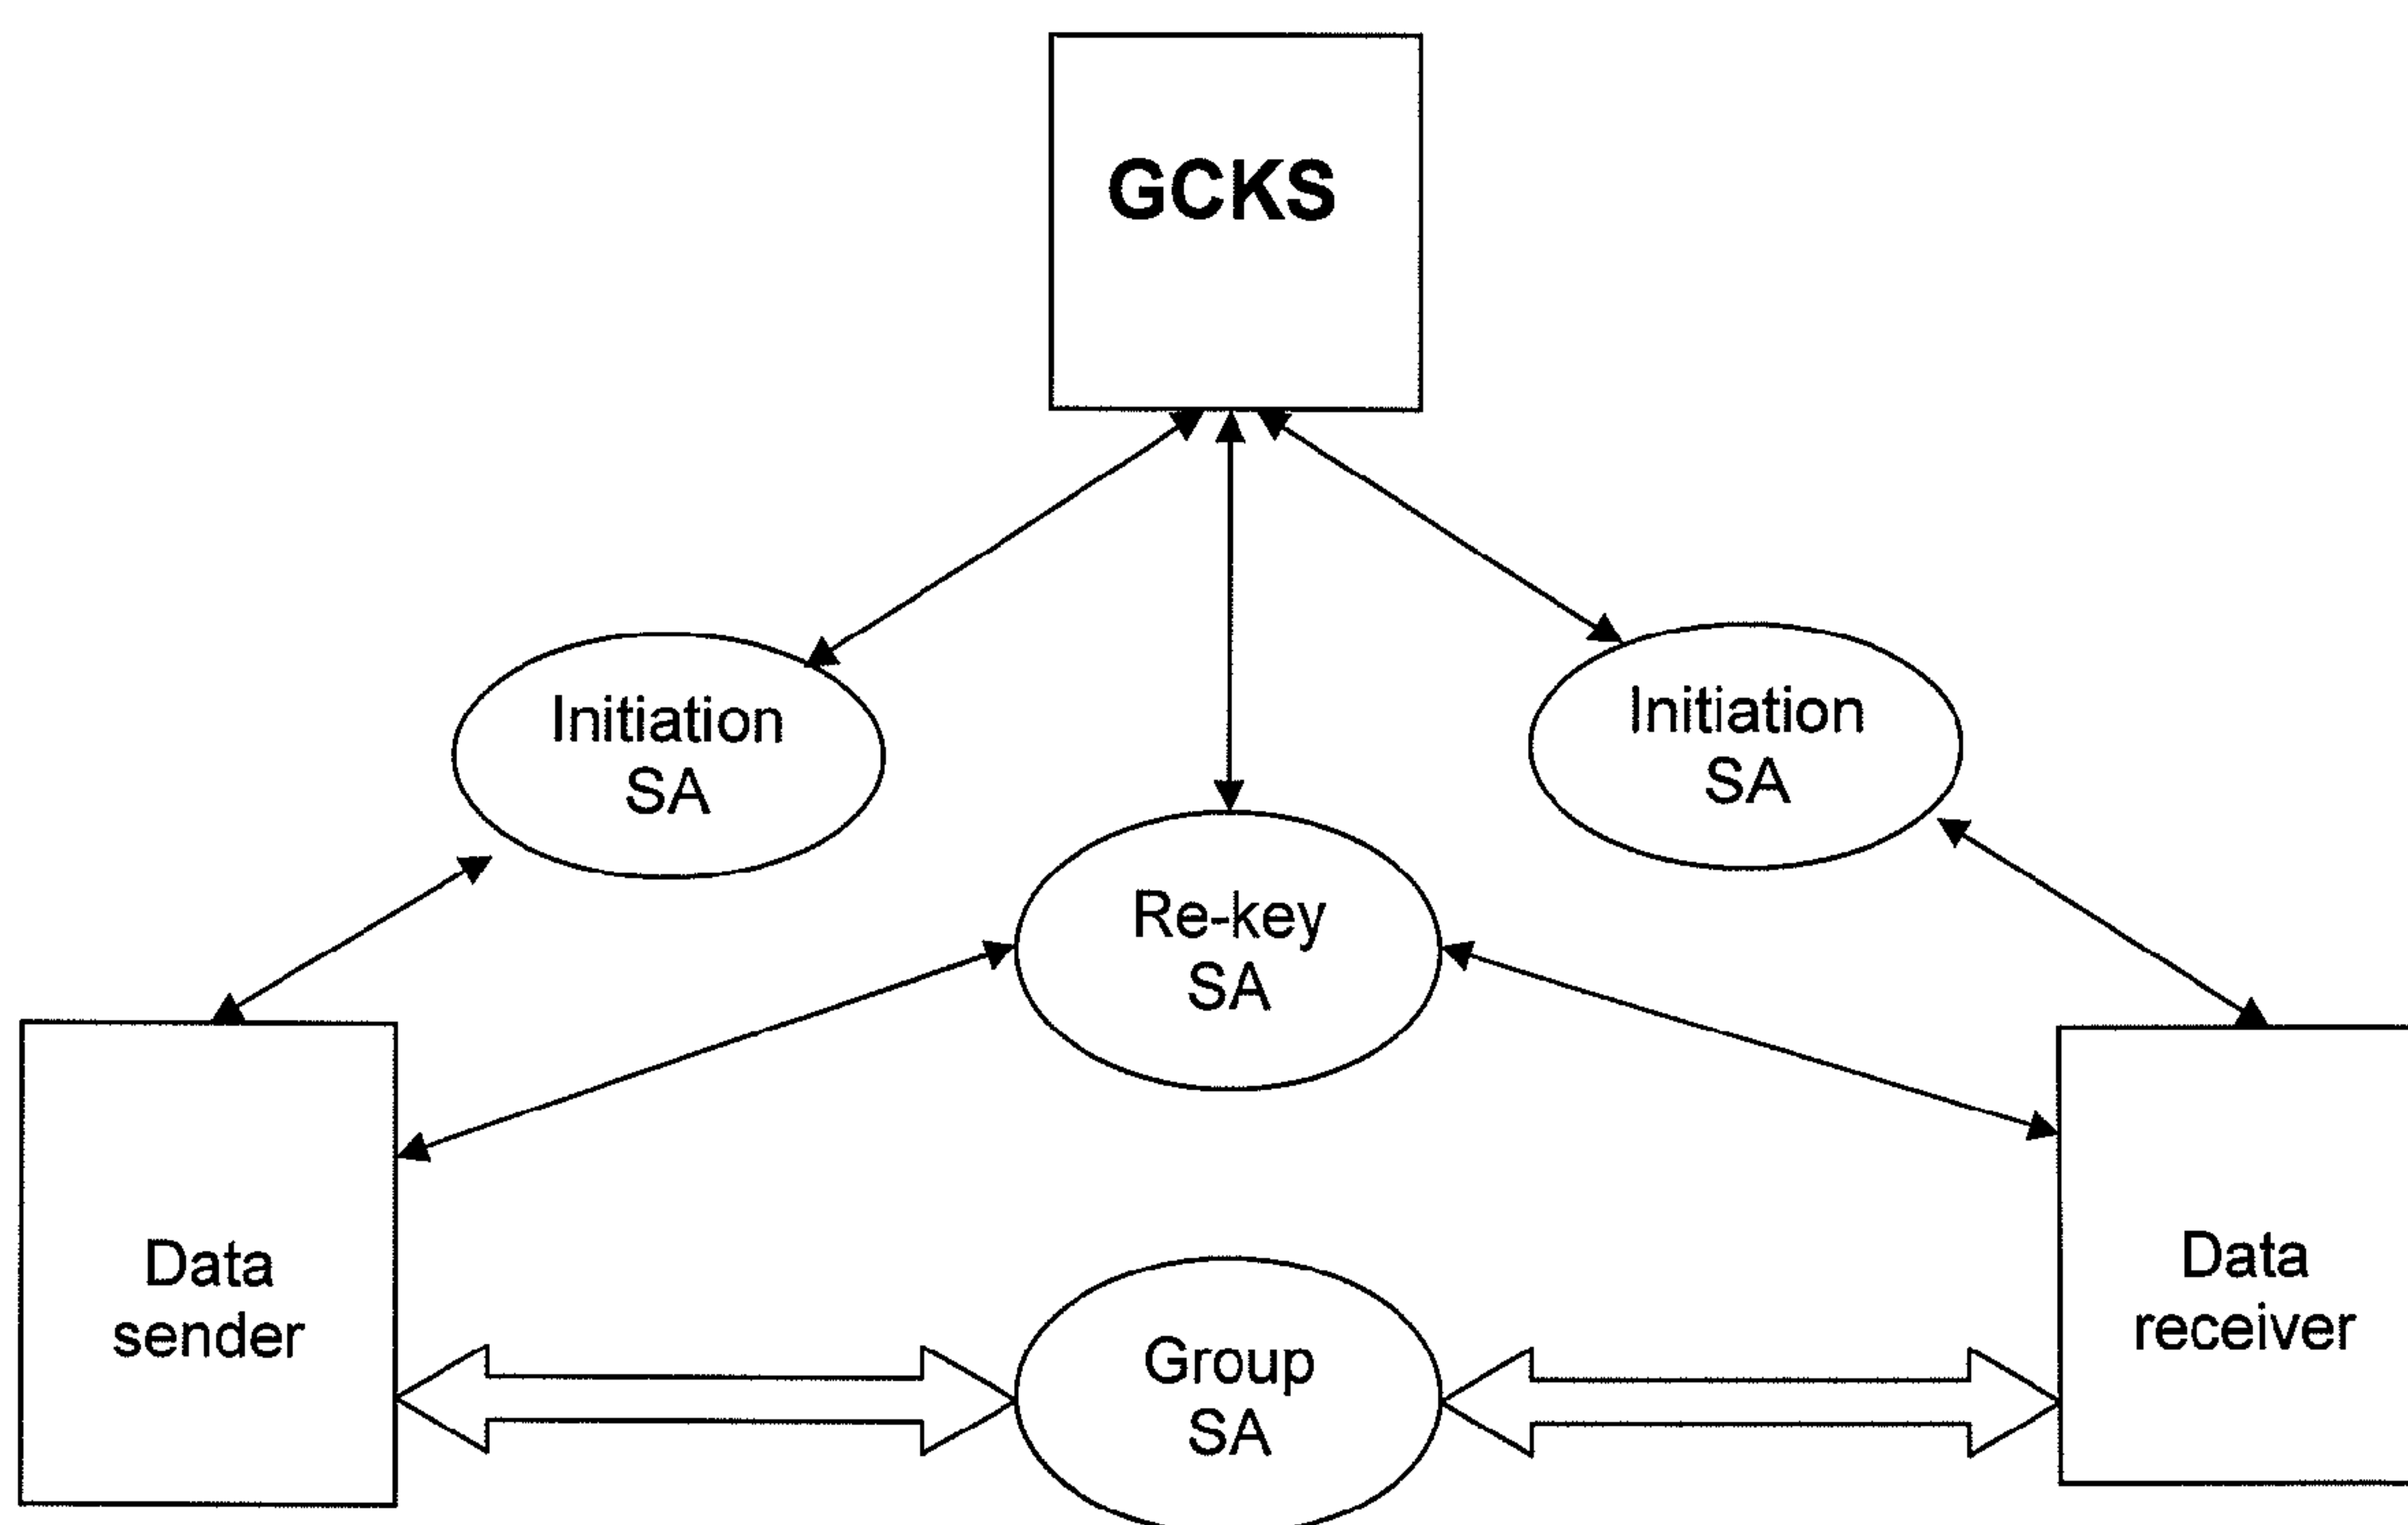 GCKS
Initiation
SA
Initiation
SA
Re-key
SA
Data
sender
Data
receiver
Group
SA